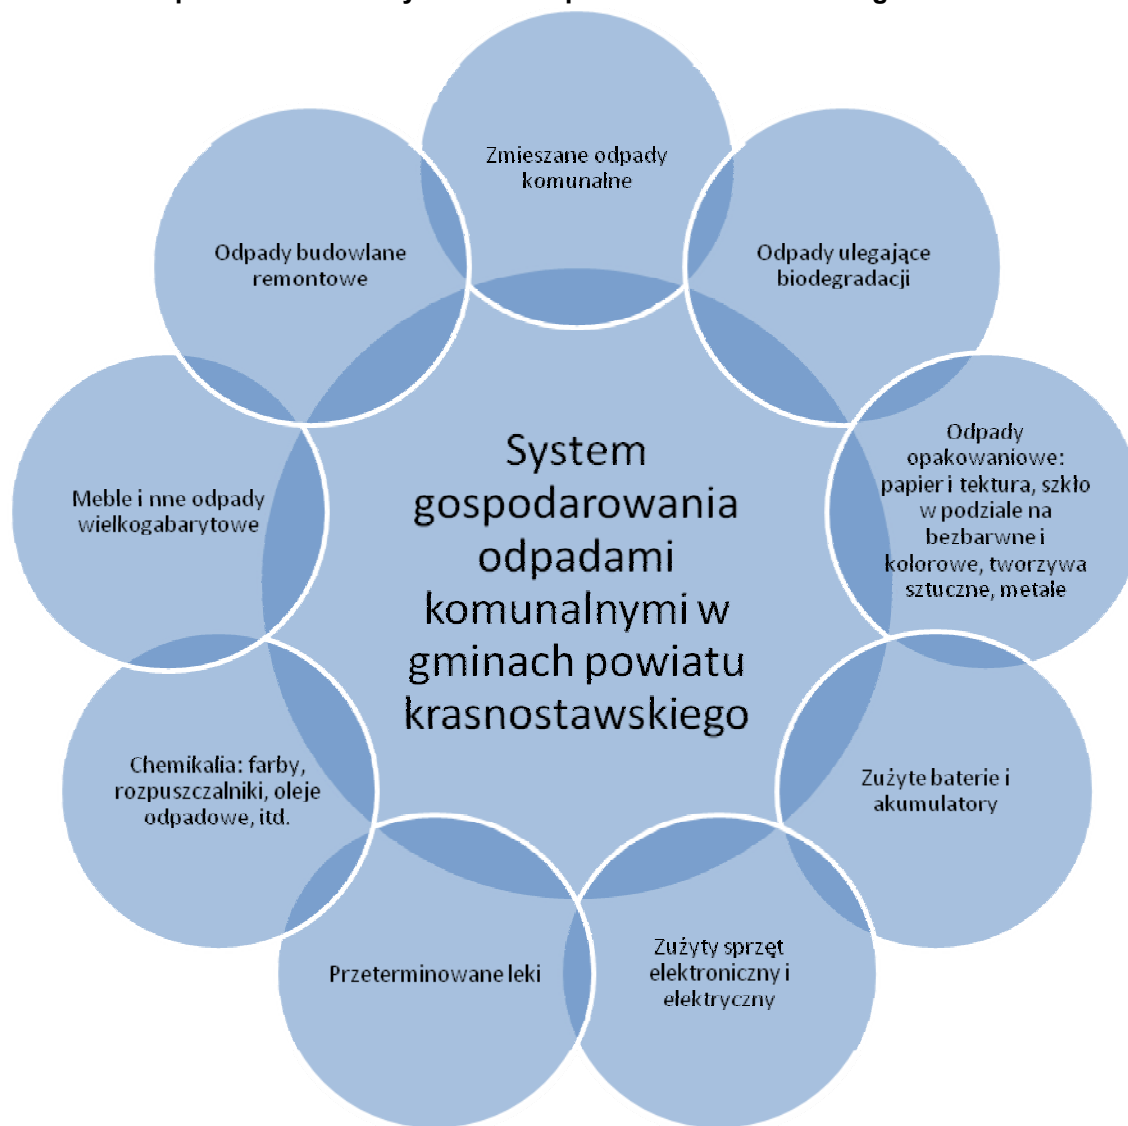 Zmieszane odpady
komunalne
Odpady ulegające
biodegradacji
Odpady
opakowaniowe:
papier i tektura, szkło
w podziale na
bezbarwne i
kolorowe, tworzywa
sztuczne, metale
Zużyte baterie i
akumulatory
Zużyty sprzęt
elektroniczny i
elektryczny
Przeterminowane leki
Chemikalia: farby,
rozpuszczalniki, oleje
odpadowe, itd.
Meble i nne odpady
wielkogabarytowe
Odpady budowlane
remontowe
System
gospodarowania
odpadami
komunalnymi w
gminach powiatu
krasnostawskiego